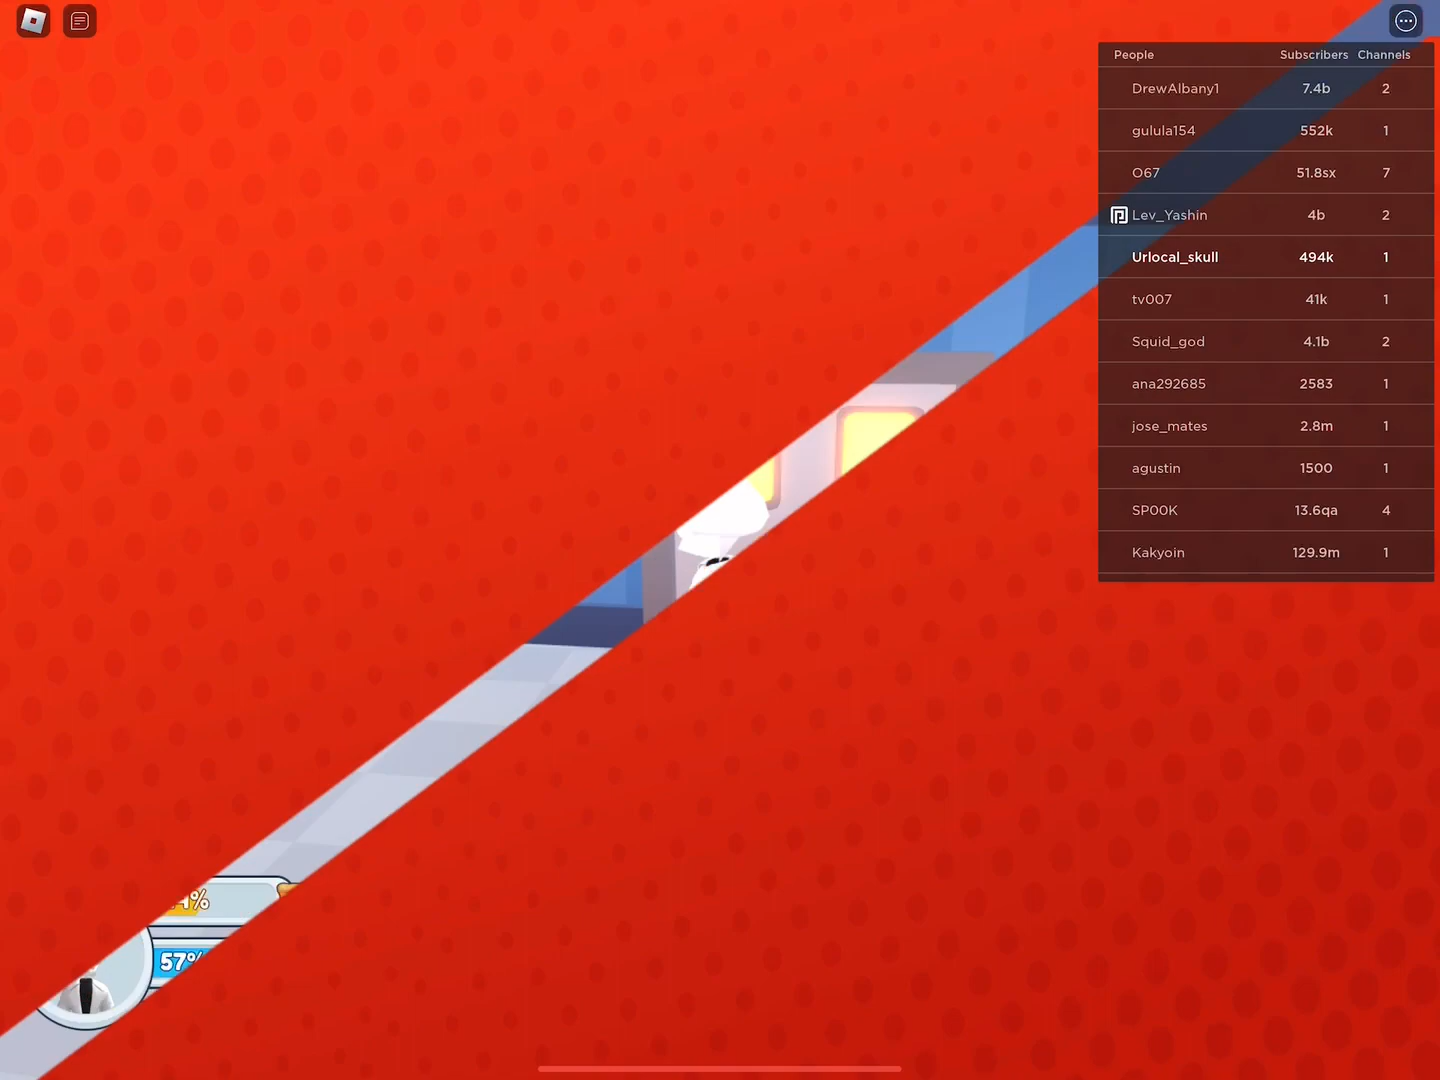 People Subscribers Channels
DrewAlbany1 7.4b 2
gulula154 552k 1
O67 51.8sx 7
Lev_Yashin 4b 2
Urlocal_skull 494k 1
tv007 41k 1
Squid_god 4.1b 2
ana292685 2583 1
jose_mates 2.8m 1
agustin 1500 1
SP00K 13.6qa 4
Kakyoin 129.9m 1
57%